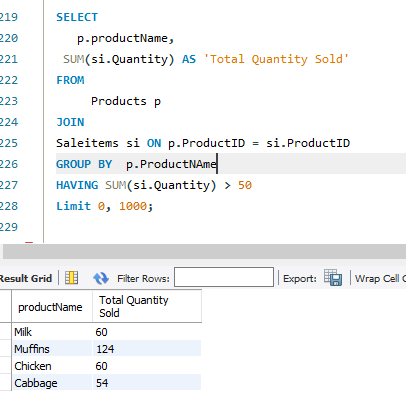 219 SELECT
220 p.productName,
221 SUM(si.Quantity) AS 'Total Quantity Sold'
222 FROM
223 Products p
224 JOIN
225 Saleitems si ON p.ProductID = si.ProductID
226 GROUP BY p.ProductNAme
227 HAVING SUM(si.Quantity) > 50
228 Limit 0, 1000;
229
Result Grid Filter Rows: Export: Wrap Cell C
productName Total Quantity Sold
Milk 60
Muffins 124
Chicken 60
Cabbage 54